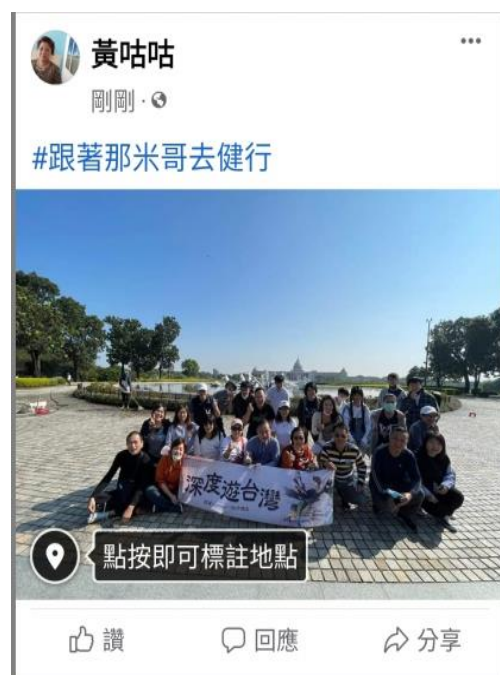 黃咕咕
剛剛
#跟著那米哥去健行
深度遊台灣
點按即可標註地點
讚
回應
分享